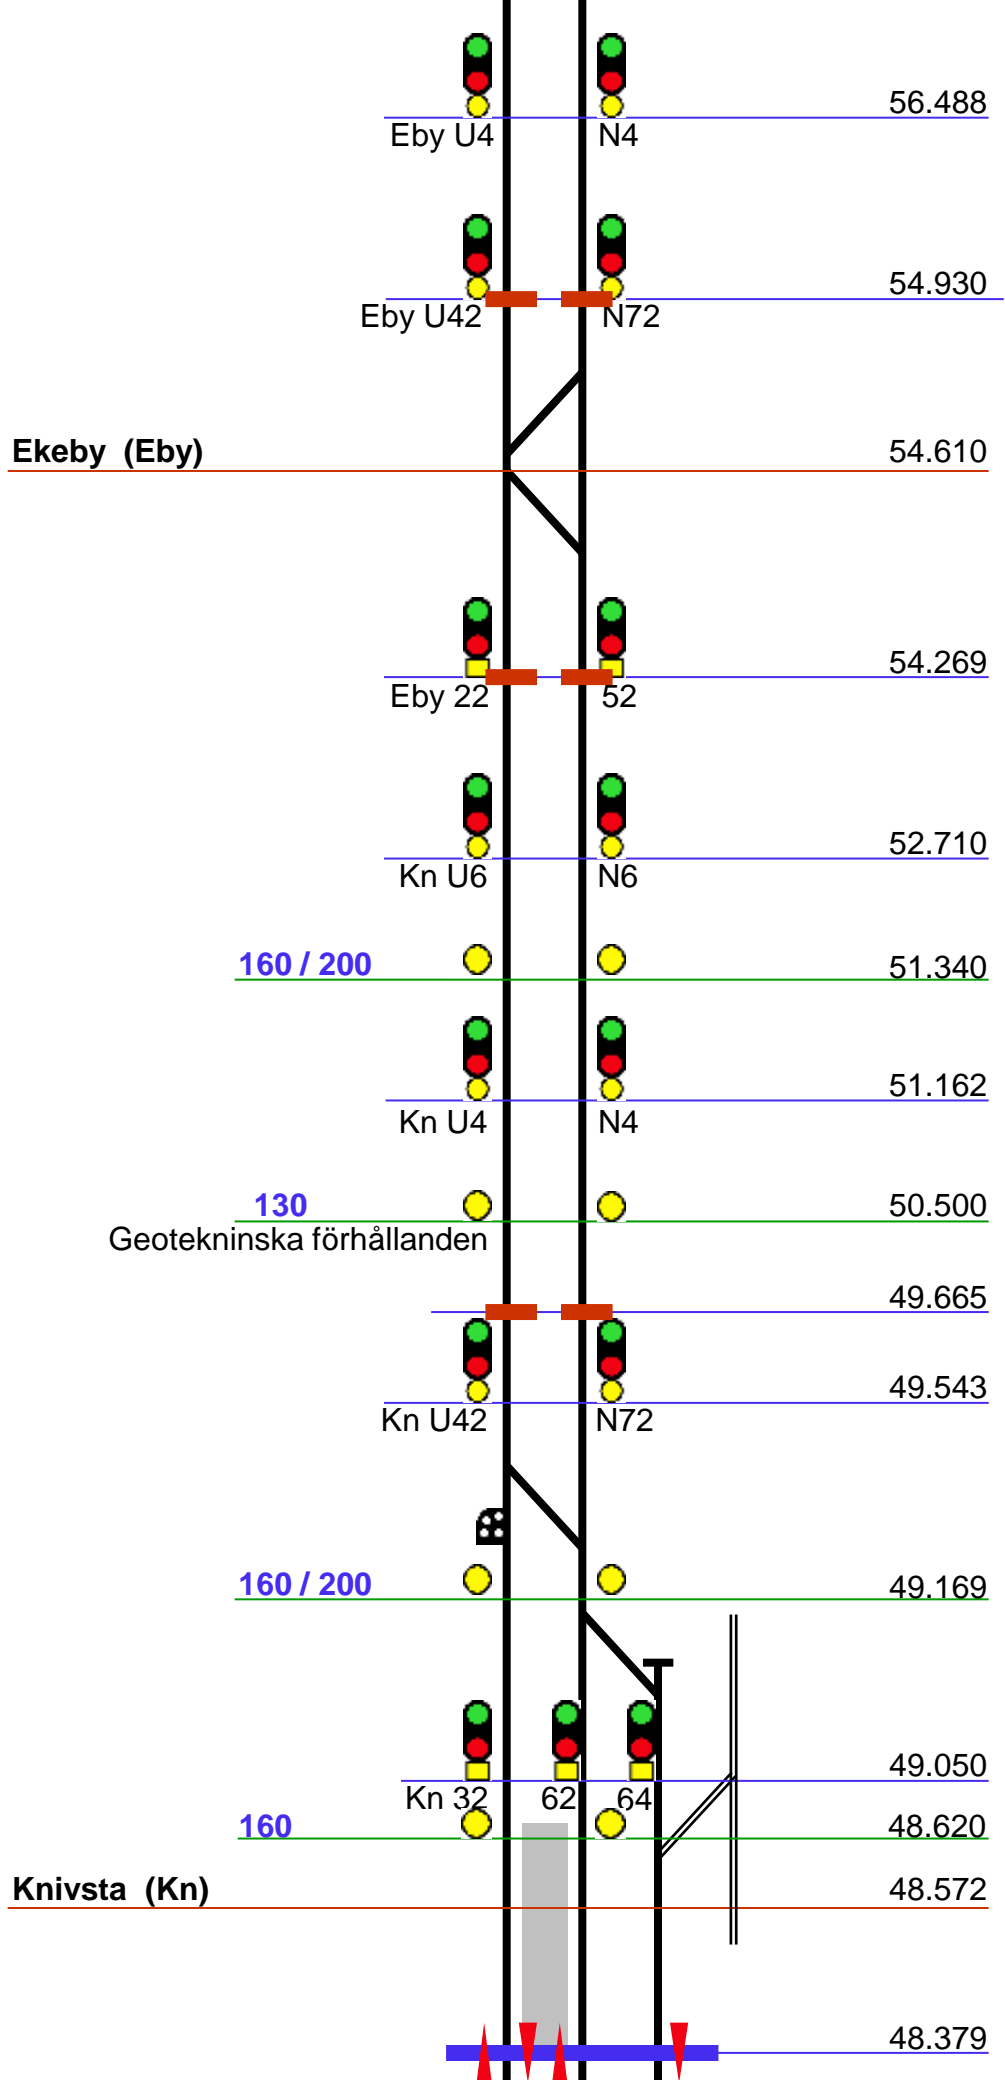 56.488
Eby U4 N4
54.930
Eby U42 N72
Ekeby (Eby) 54.610
54.269
Eby 22 52
52.710
Kn U6 N6
160 / 200 51.340
51.162
Kn U4 N4
130 50.500
Geotekninska förhållanden
49.665
49.543
Kn U42 N72
160 / 200 49.169
49.050
Kn 32 62 64
160 48.620
Knivsta (Kn) 48.572
48.379